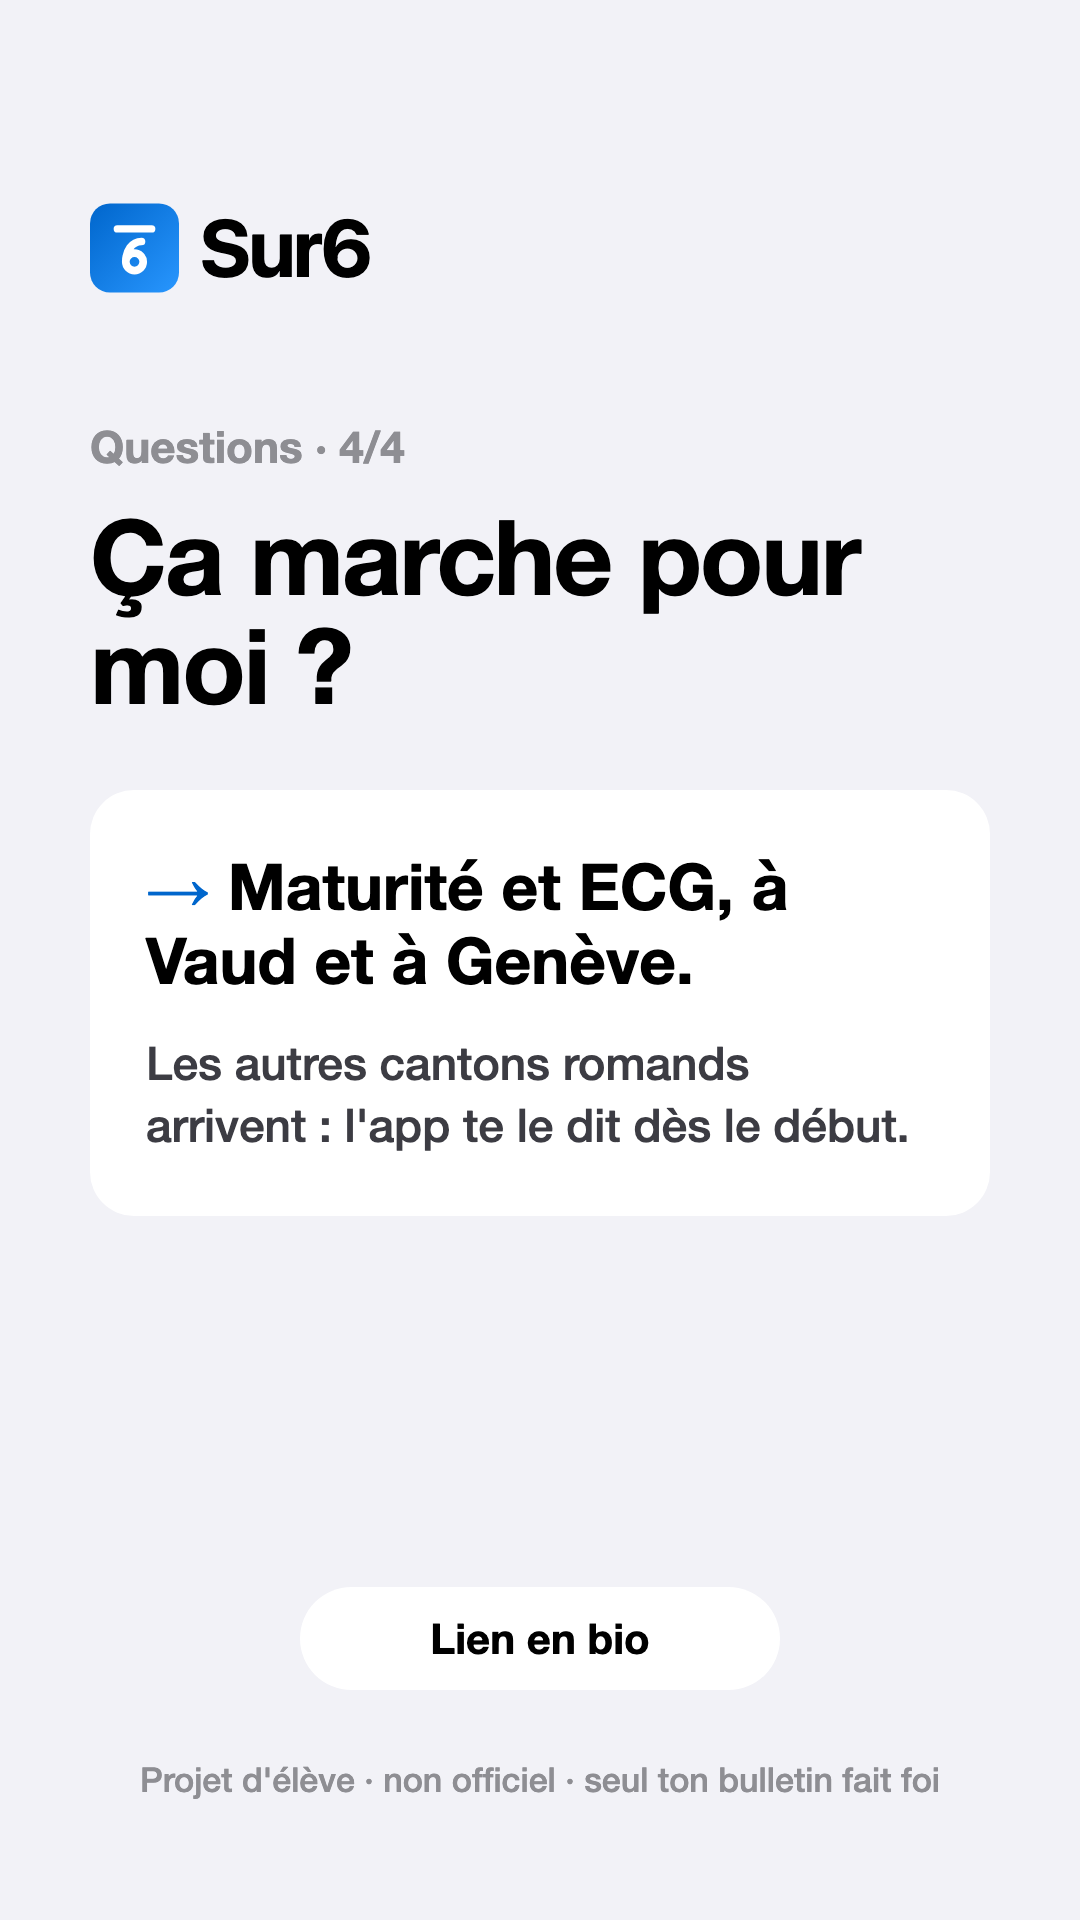 6
Sur6
Questions · 4/4
Ça marche pour
moi ?
→ Maturité et ECG, à
Vaud et à Genève.
Les autres cantons romands
arrivent : l'app te le dit dès le début.
Lien en bio
Projet d'élève · non officiel · seul ton bulletin fait foi